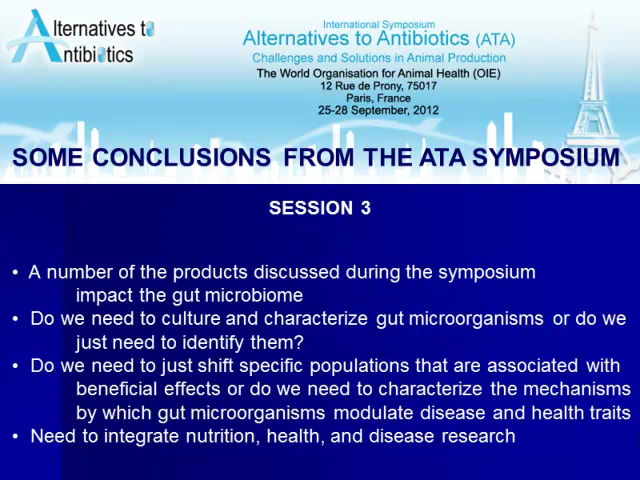 Alternatives to
Antibiotics
International Symposium
Alternatives to Antibiotics (ATA)
Challenges and Solutions in Animal Production
The World Organisation for Animal Health (OIE)
12 Rue de Prony, 75017
Paris, France
25-28 September, 2012
SOME CONCLUSIONS FROM THE ATA SYMPOSIUM
SESSION 3
• A number of the products discussed during the symposium
impact the gut microbiome
• Do we need to culture and characterize gut microorganisms or do we
just need to identify them?
• Do we need to just shift specific populations that are associated with
beneficial effects or do we need to characterize the mechanisms
by which gut microorganisms modulate disease and health traits
• Need to integrate nutrition, health, and disease research